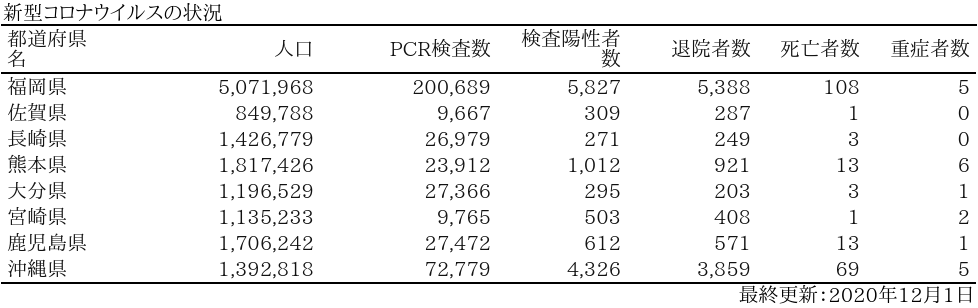 新型コロナウイルスの状況
都道府県名 人口 PCR検査数 検査陽性者数 退院者数 死亡者数 重症者数
福岡県 5,071,968 200,689 5,827 5,388 108 5
佐賀県 849,788 9,667 309 287 1 0
長崎県 1,426,779 26,979 271 249 3 0
熊本県 1,817,426 23,912 1,012 921 13 6
大分県 1,196,529 27,366 295 203 3 1
宮崎県 1,135,233 9,765 503 408 1 2
鹿児島県 1,706,242 27,472 612 571 13 1
沖縄県 1,392,818 72,779 4,326 3,859 69 5
最終更新：2020年12月1日